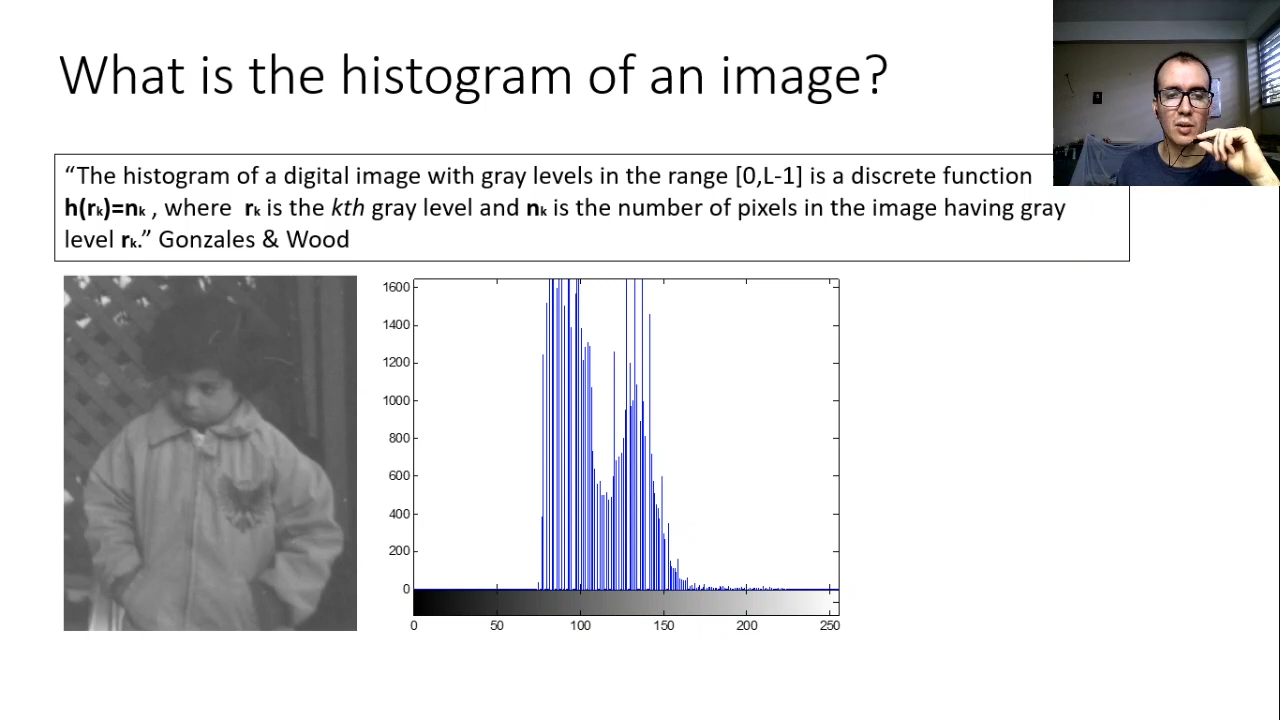 What is the histogram of an image?
“The histogram of a digital image with gray levels in the range [0,L-1] is a discrete function
h(rk)=nk , where rk is the kth gray level and nk is the number of pixels in the image having gray
level rk.” Gonzales & Wood
1600
1400
1200
1000
800
600
400
200
0
0 50 100 150 200 250